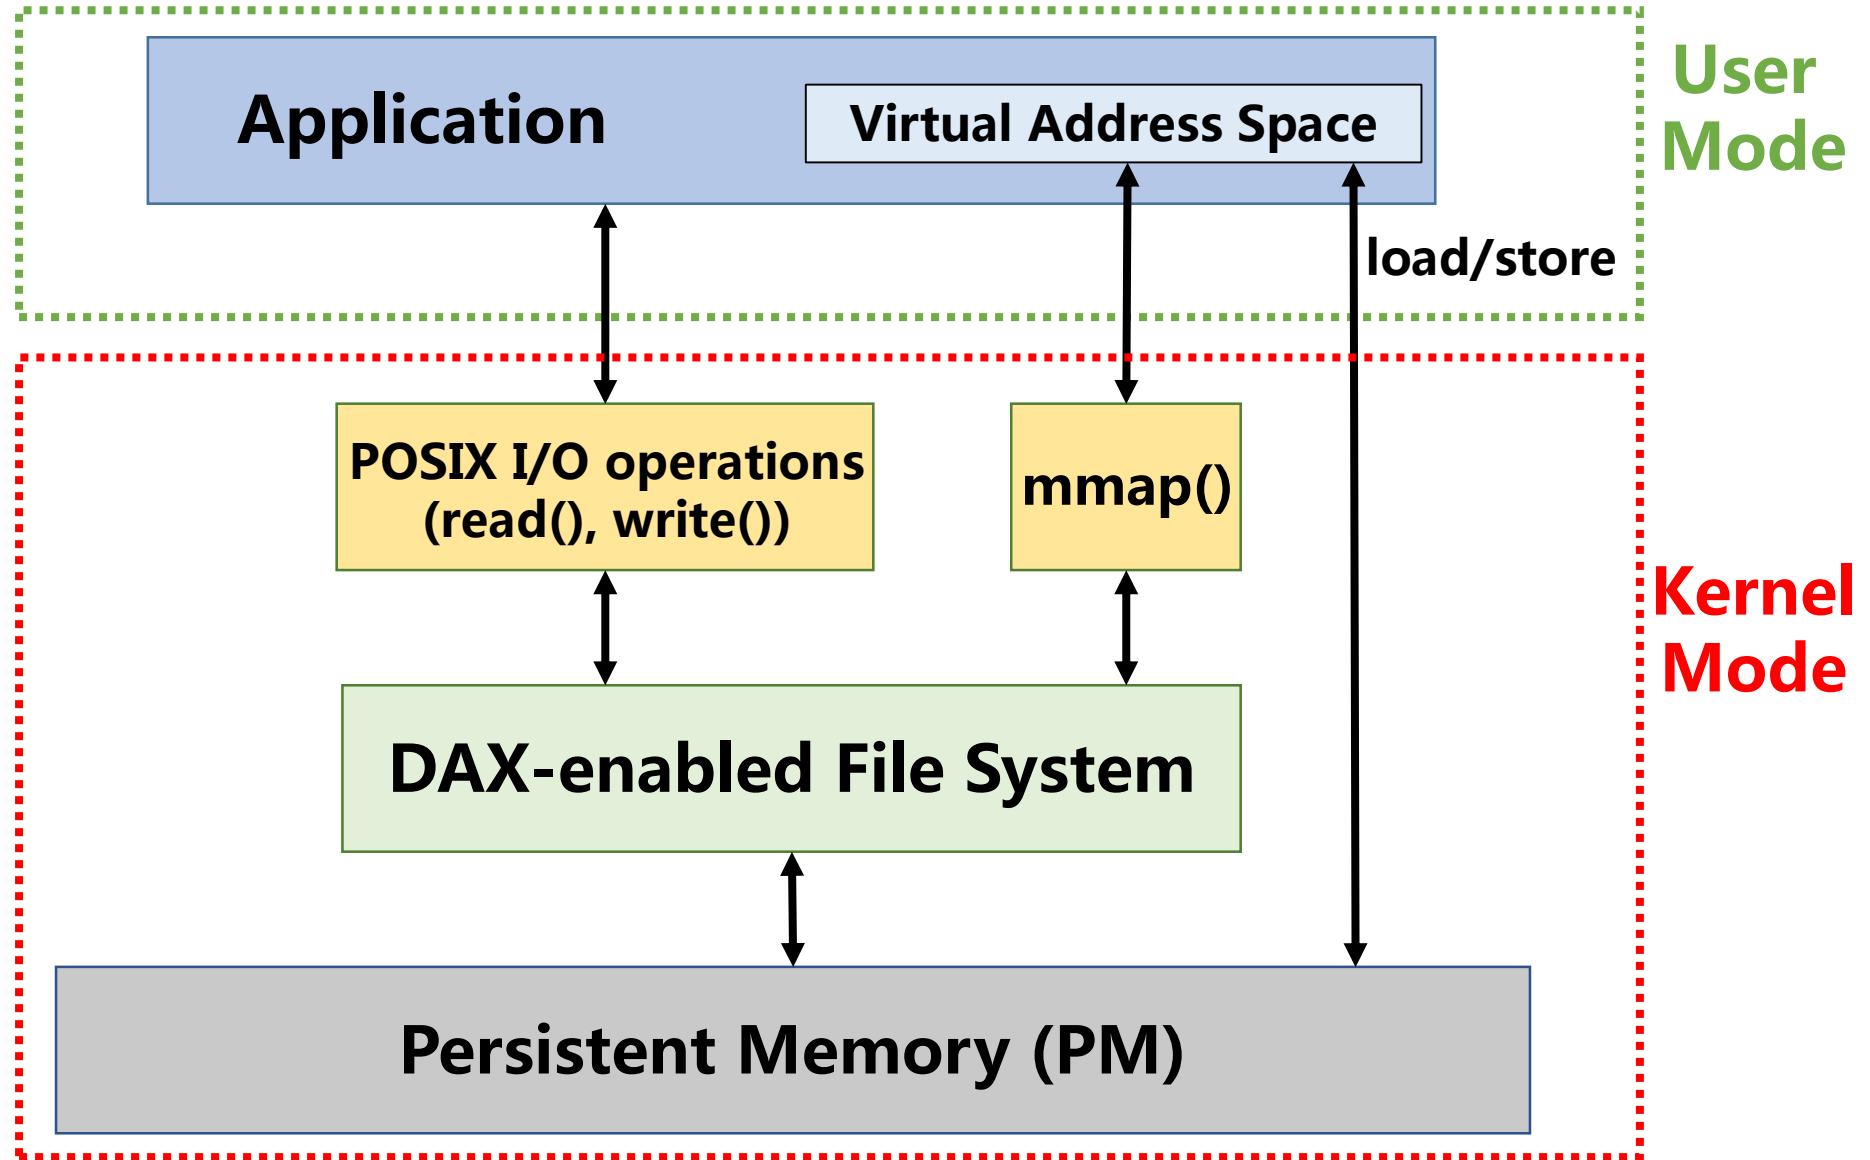 Application
Virtual Address Space
User
Mode
load/store
POSIX I/O operations
(read(), write())
mmap()
Kernel
Mode
DAX-enabled File System
Persistent Memory (PM)